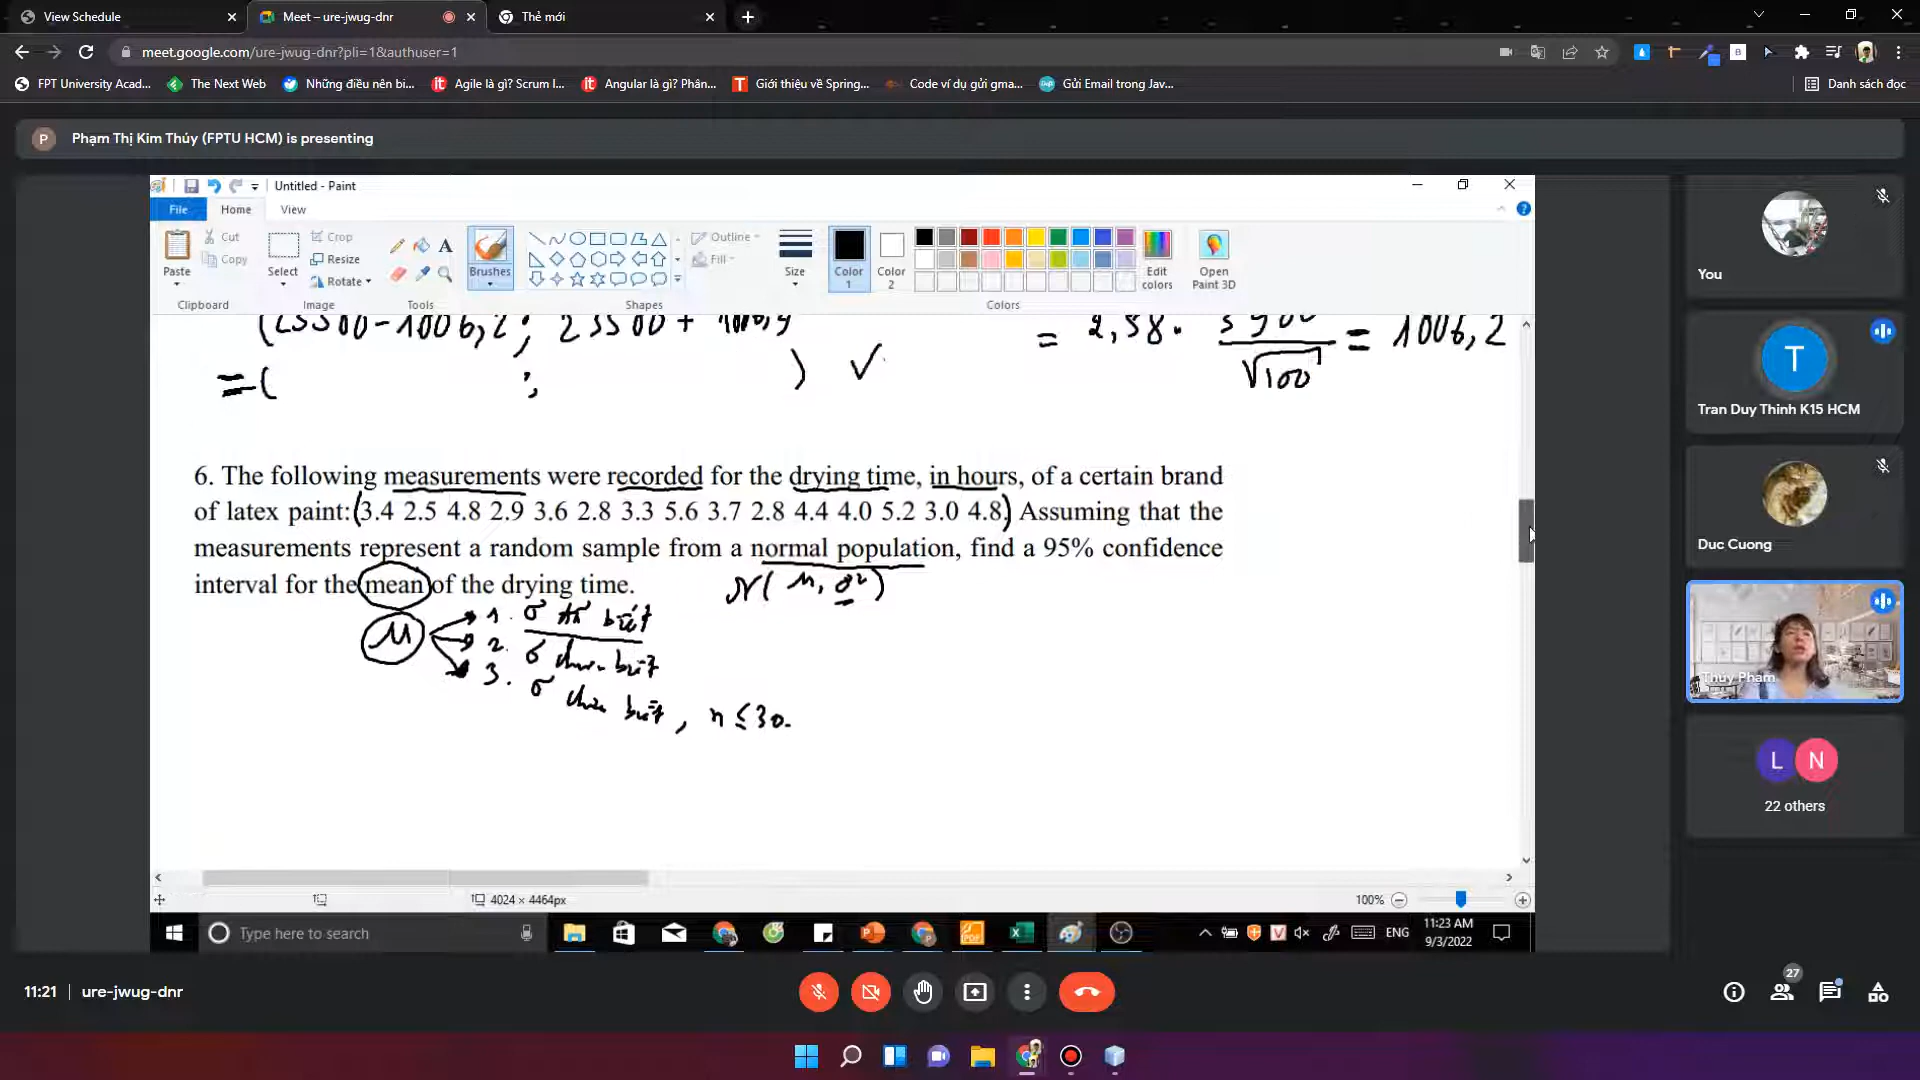 View Schedule
Meet – ure-jwug-dnr
Thẻ mới
meet.google.com/ure-jwug-dnr?pli=1&authuser=1
FPT University Acad...
The Next Web
Những điều nên bi...
Agile là gì? Scrum l...
Angular là gì? Phân...
Giới thiệu về Spring...
Code ví dụ gửi gma...
Gửi Email trong Jav...
Danh sách đọc
P
Phạm Thị Kim Thủy (FPTU HCM) is presenting
Untitled - Paint
File
Home
View
Paste
Cut
Copy
Clipboard
Select
Crop
Resize
Rotate
Image
A
Tools
Brushes
Shapes
Outline
Fill
Size
Color 1
Color 2
Edit colors
Open Paint 3D
Colors
= 2,58.
√100
= 1006,2
= ( ; ) ✓
6. The following measurements were recorded for the drying time, in hours, of a certain brand
of latex paint: (3.4 2.5 4.8 2.9 3.6 2.8 3.3 5.6 3.7 2.8 4.4 4.0 5.2 3.0 4.8.) Assuming that the
measurements represent a random sample from a normal population, find a 95% confidence
interval for the mean of the drying time.
N( μ, σ²)
μ
1. σ biết
2. σ chưa biết
3. σ chưa biết, n ≤ 30.
4024 × 4464px
100%
Type here to search
ENG
11:23 AM
9/3/2022
You
T
Tran Duy Thinh K15 HCM
Duc Cuong
Thuy Pham
L
N
22 others
11:21 | ure-jwug-dnr
27